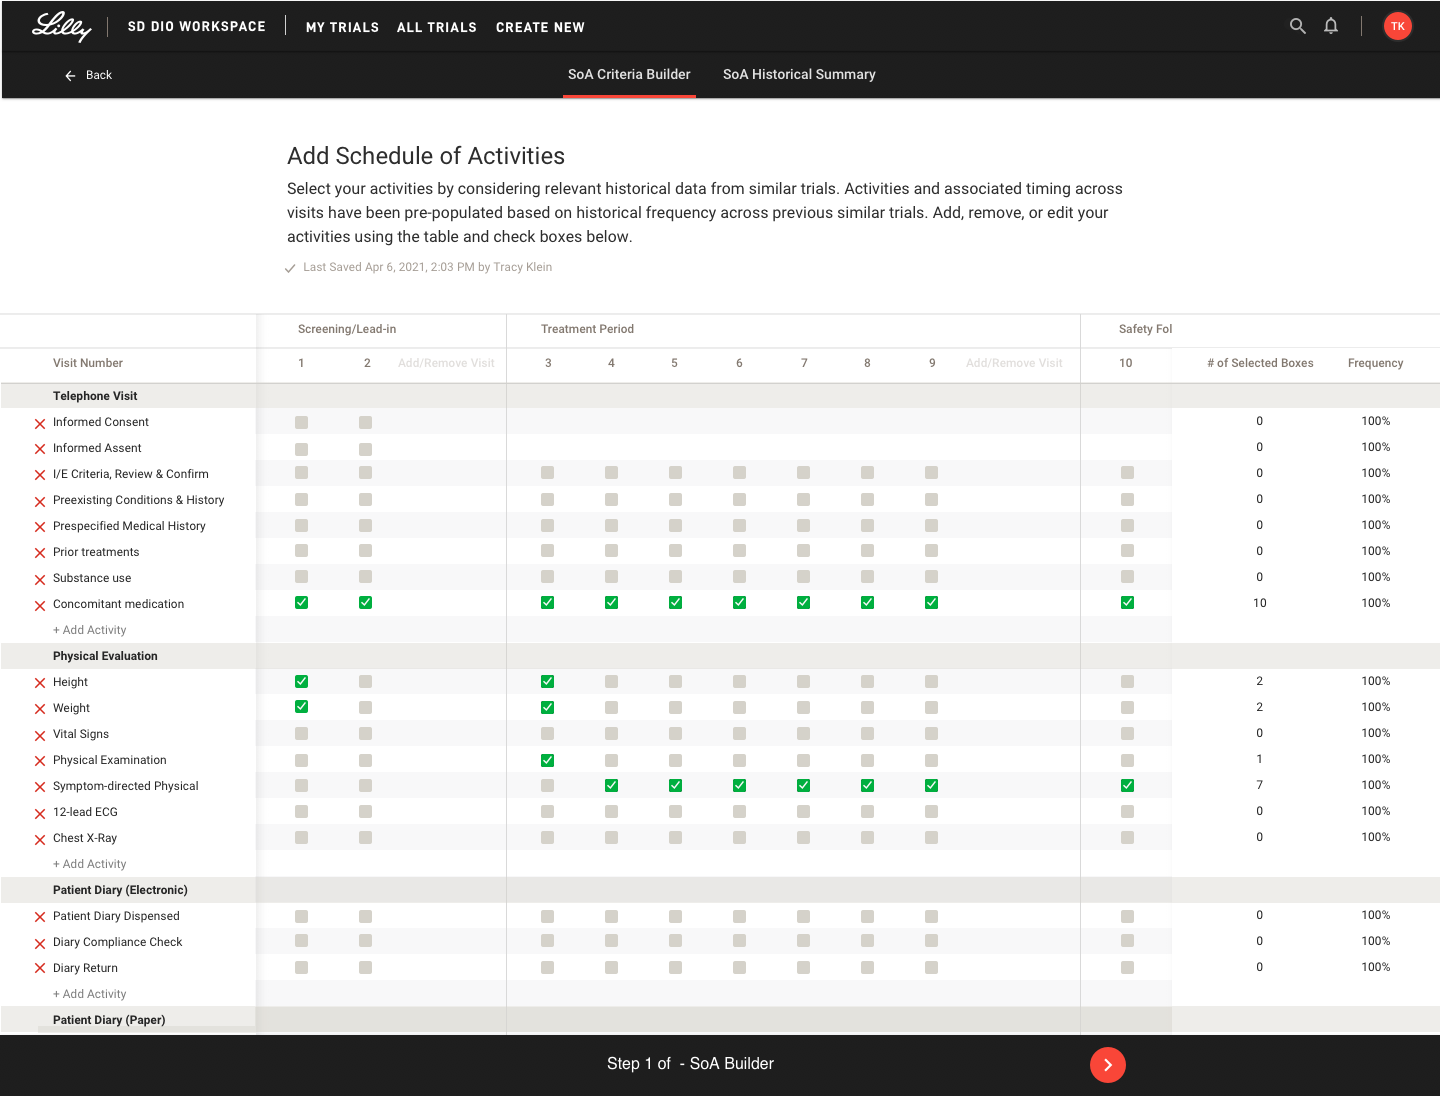 Lilly
SD DIO WORKSPACE
MY TRIALS
ALL TRIALS
CREATE NEW
TK
Back
SoA Criteria Builder
SoA Historical Summary
Add Schedule of Activities
Select your activities by considering relevant historical data from similar trials. Activities and associated timing across
visits have been pre-populated based on historical frequency across previous similar trials. Add, remove, or edit your
activities using the table and check boxes below.
Last Saved Apr 6, 2021, 2:03 PM by Tracy Klein
Screening/Lead-in Treatment Period Safety Fol
Visit Number 1 2 Add/Remove Visit 3 4 5 6 7 8 9 Add/Remove Visit 10 # of Selected Boxes Frequency
Telephone Visit
Informed Consent 0 100%
Informed Assent 0 100%
I/E Criteria, Review & Confirm 0 100%
Preexisting Conditions & History 0 100%
Prespecified Medical History 0 100%
Prior treatments 0 100%
Substance use 0 100%
Concomitant medication 10 100%
+ Add Activity
Physical Evaluation
Height 2 100%
Weight 2 100%
Vital Signs 0 100%
Physical Examination 1 100%
Symptom-directed Physical 7 100%
12-lead ECG 0 100%
Chest X-Ray 0 100%
+ Add Activity
Patient Diary (Electronic)
Patient Diary Dispensed 0 100%
Diary Compliance Check 0 100%
Diary Return 0 100%
+ Add Activity
Patient Diary (Paper)
Step 1 of - SoA Builder